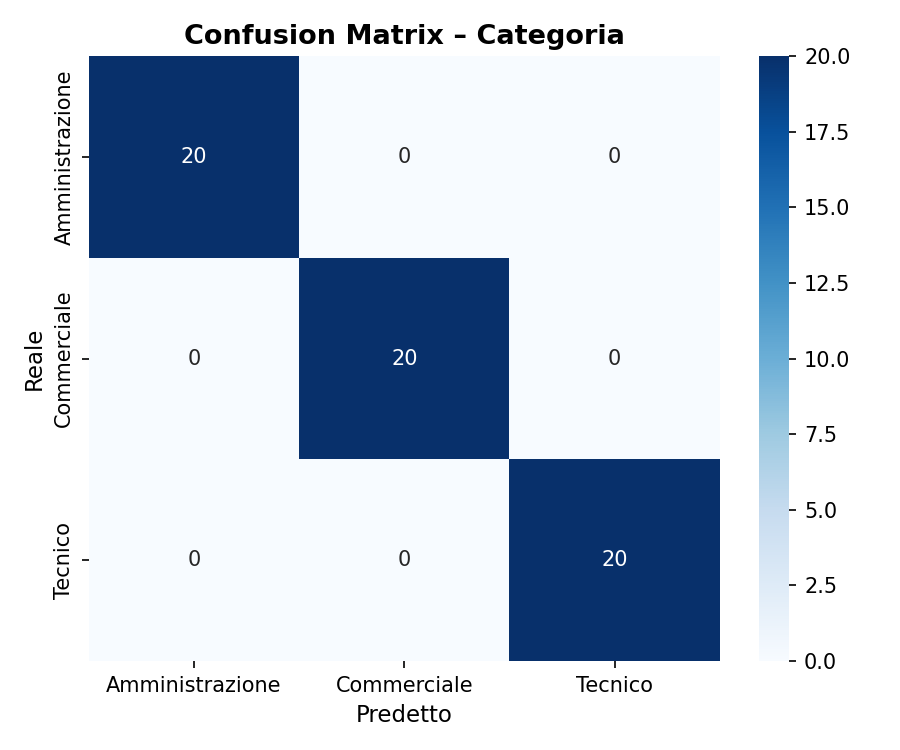 Confusion Matrix – Categoria
Reale
Amministrazione
20 0 0
Commerciale
0 20 0
Tecnico
0 0 20
Amministrazione Commerciale Tecnico
Predetto
20.0
17.5
15.0
12.5
10.0
7.5
5.0
2.5
0.0